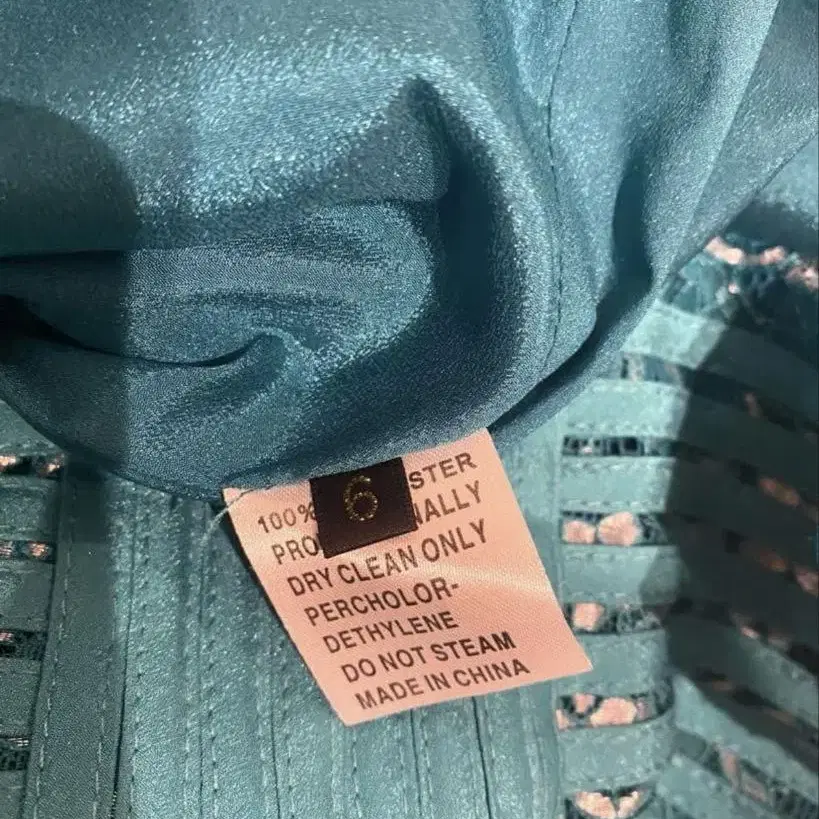 6
100% STER
PRO NALLY
DRY CLEAN ONLY
PERCHOLOR-
DETHYLENE
DO NOT STEAM
MADE IN CHINA